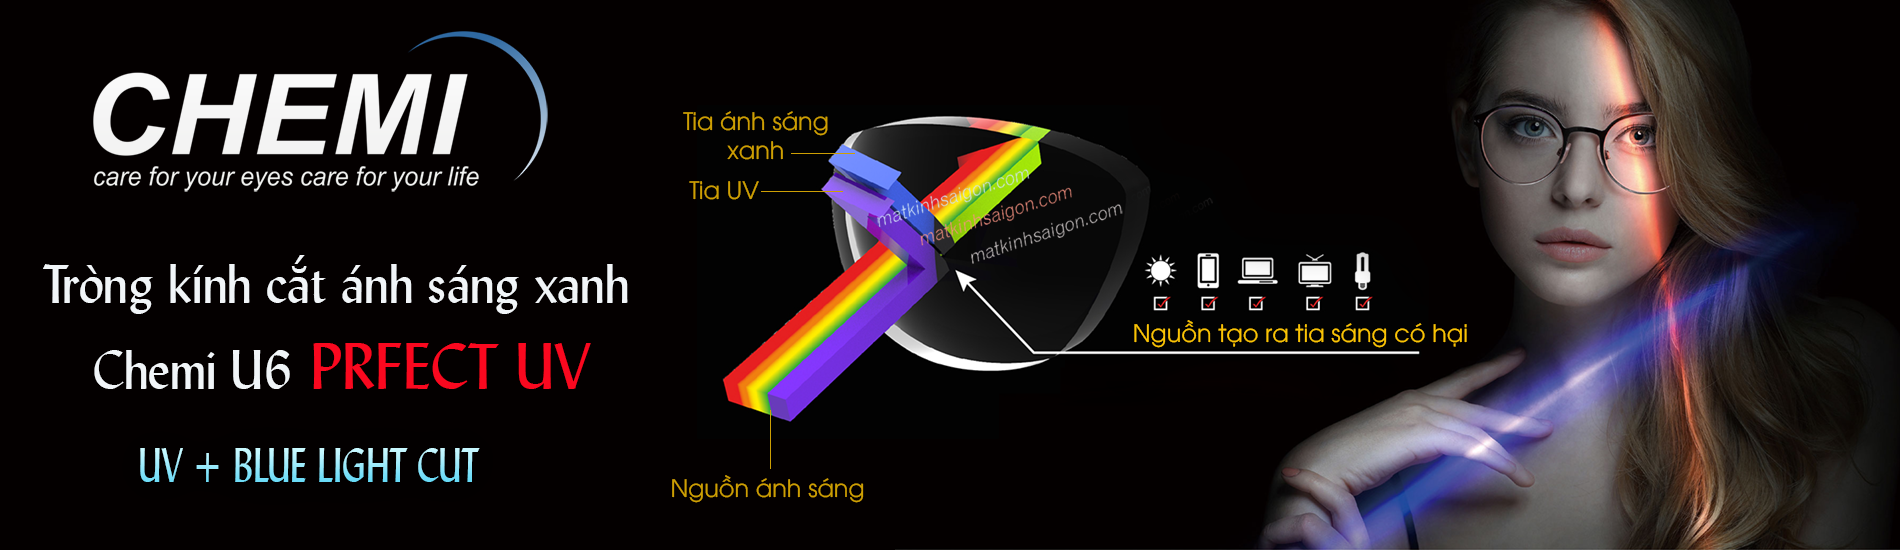 CHEMI
care for your eyes care for your life
Tròng kính cắt ánh sáng xanh
Chemi U6 PRFECT UV
UV + BLUE LIGHT CUT
Tia ánh sáng
xanh
Tia UV
matkinhsaigon.com
matkinhsaigon.com
matkinhsaigon.com
Nguồn tạo ra tia sáng có hại
Nguồn ánh sáng